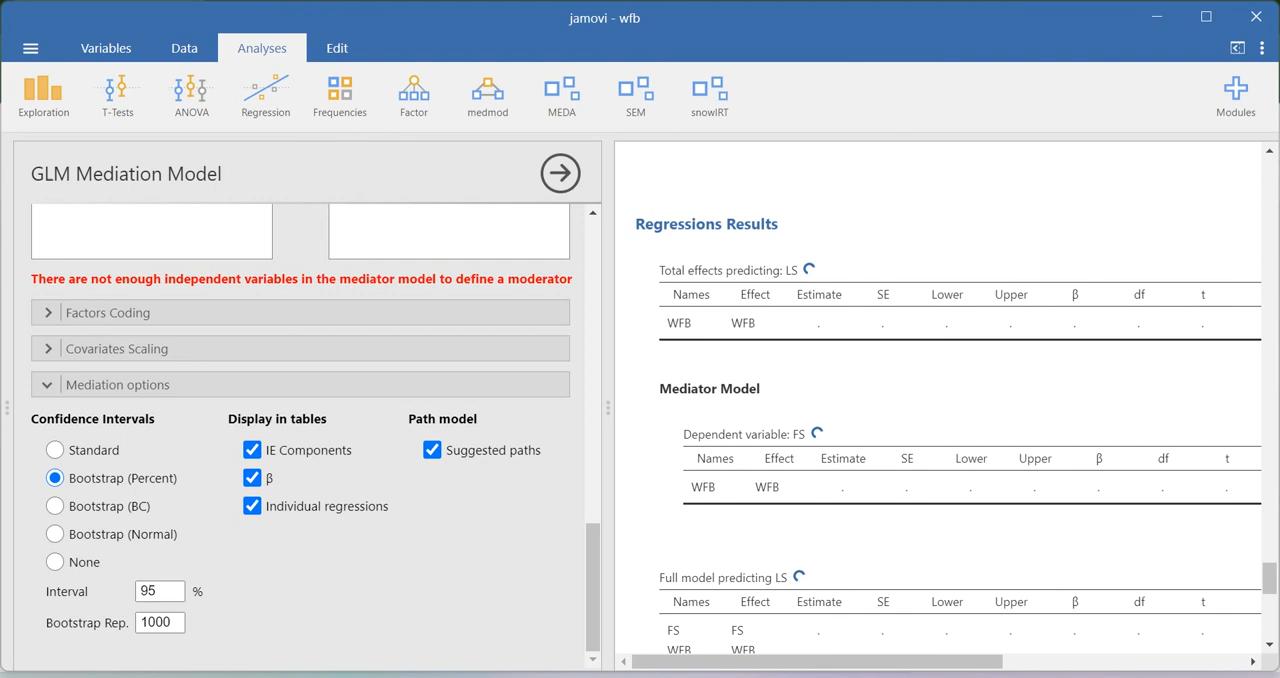 jamovi - wfb
Variables Data Analyses Edit
Exploration T-Tests ANOVA Regression Frequencies Factor medmod MEDA SEM snowIRT Modules
GLM Mediation Model
There are not enough independent variables in the mediator model to define a moderator
Factors Coding
Covariates Scaling
Mediation options
Confidence Intervals Display in tables Path model
Standard IE Components Suggested paths
Bootstrap (Percent) β
Bootstrap (BC) Individual regressions
Bootstrap (Normal)
None
Interval 95 %
Bootstrap Rep. 1000
Regressions Results
Total effects predicting: LS
Names Effect Estimate SE Lower Upper β df t
WFB WFB . . . . . . .
Mediator Model
Dependent variable: FS
Names Effect Estimate SE Lower Upper β df t
WFB WFB . . . . . . .
Full model predicting LS
Names Effect Estimate SE Lower Upper β df t
FS FS . . . . . . .
WFB WFB